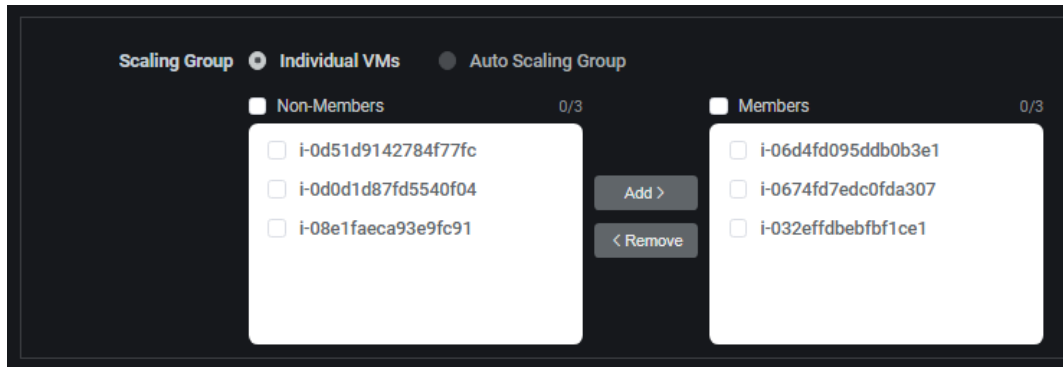 Scaling Group Individual VMs Auto Scaling Group
Non-Members 0/3
i-0d51d9142784f77fc
i-0d0d1d87fd5540f04
i-08e1faeca93e9fc91
Add >
< Remove
Members 0/3
i-06d4fd095ddb0b3e1
i-0674fd7edc0fda307
i-032effdbebfbf1ce1